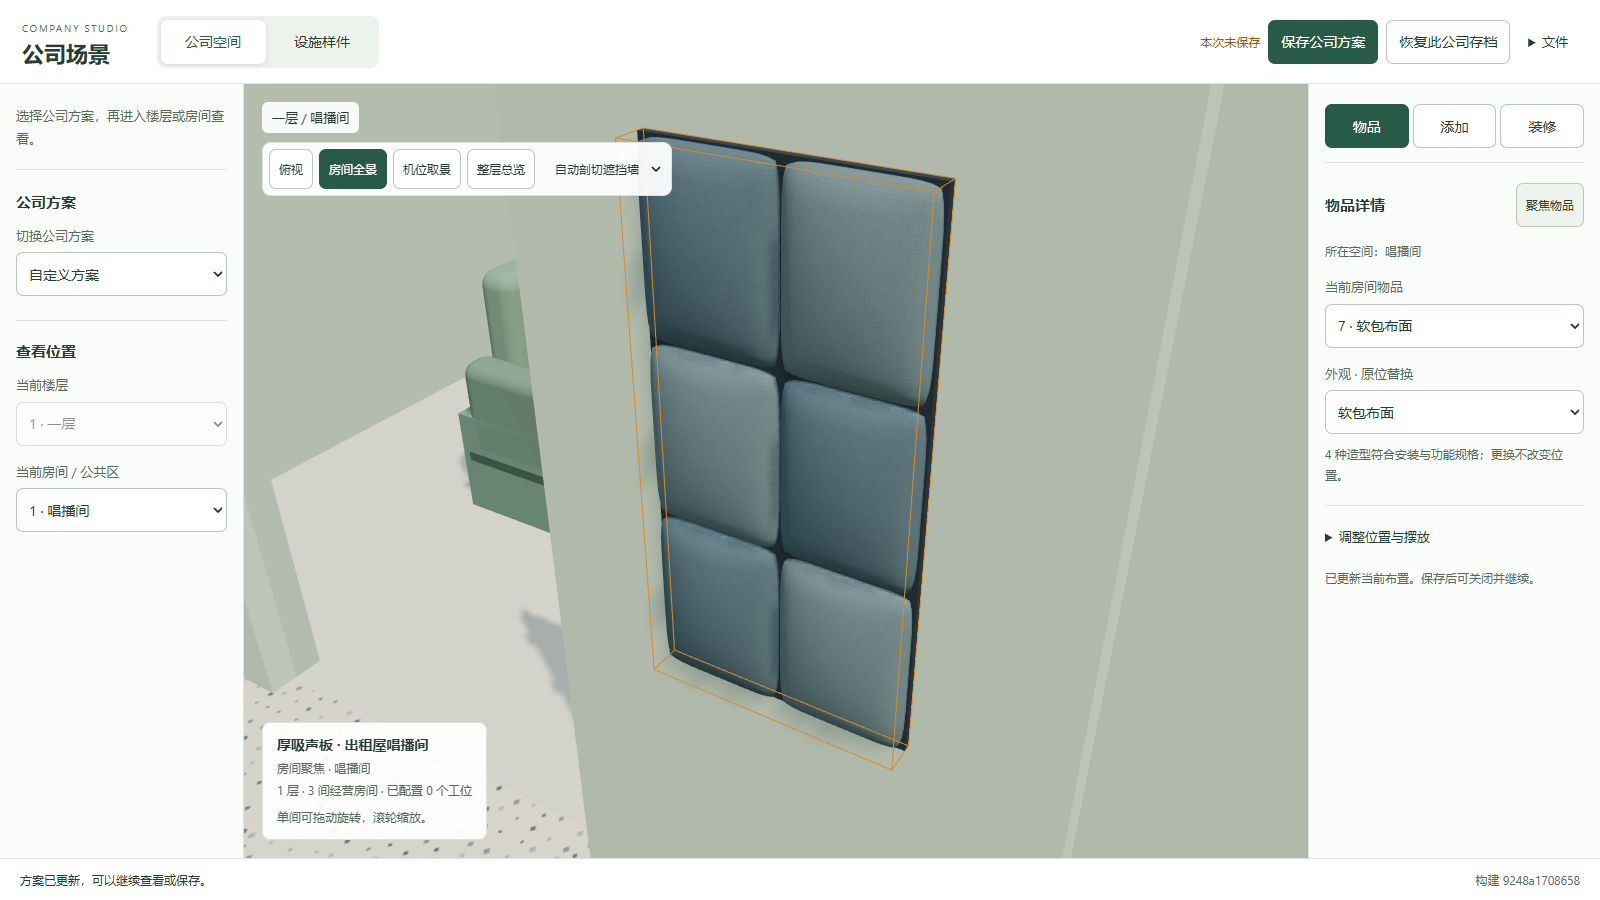 COMPANY STUDIO
公司场景
公司空间
设施样件
本次未保存
保存公司方案
恢复此公司存档
▶ 文件
选择公司方案，再进入楼层或房间查看。
公司方案
切换公司方案
自定义方案
查看位置
当前楼层
1 · 一层
当前房间 / 公共区
1 · 唱播间
一层 / 唱播间
俯视
房间全景
机位取景
整层总览
自动剖切遮挡墙
厚吸声板 · 出租屋唱播间
房间聚焦 · 唱播间
1 层 · 3 间经营房间 · 已配置 0 个工位
单间可拖动旋转，滚轮缩放。
物品
添加
装修
物品详情
聚焦物品
所在空间：唱播间
当前房间物品
7 · 软包布面
外观 · 原位替换
软包布面
4 种造型符合安装与功能规格；更换不改变位置。
▶ 调整位置与摆放
已更新当前布置。保存后可关闭并继续。
方案已更新，可以继续查看或保存。
构建 9248a1708658